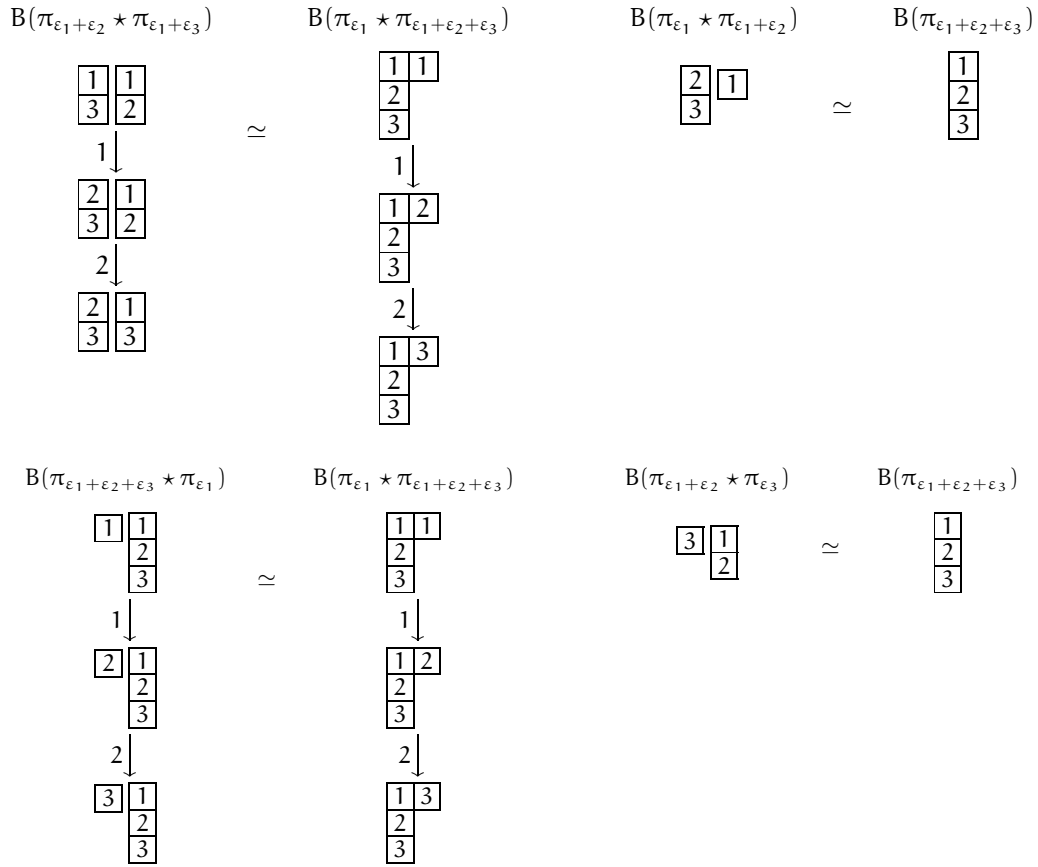 B(π_{ε₁+ε₂} ⋆ π_{ε₁+ε₃}) B(π_{ε₁} ⋆ π_{ε₁+ε₂+ε₃}) B(π_{ε₁} ⋆ π_{ε₁+ε₂}) B(π_{ε₁+ε₂+ε₃})
1 1 1 1 2 1 1
3 2 2 3 2
3 3
≃ ≃
1 1
2 1 1 2
3 2 2
3
2 2
2 1 1 3
3 3 2
3
B(π_{ε₁+ε₂+ε₃} ⋆ π_{ε₁}) B(π_{ε₁} ⋆ π_{ε₁+ε₂+ε₃}) B(π_{ε₁+ε₂} ⋆ π_{ε₃}) B(π_{ε₁+ε₂+ε₃})
1 1 1 1 3 1 1
2 2 2 2
3 3 3
≃ ≃
1 1
2 1 1 2
2 2
3 3
2 2
3 1 1 3
2 2
3 3